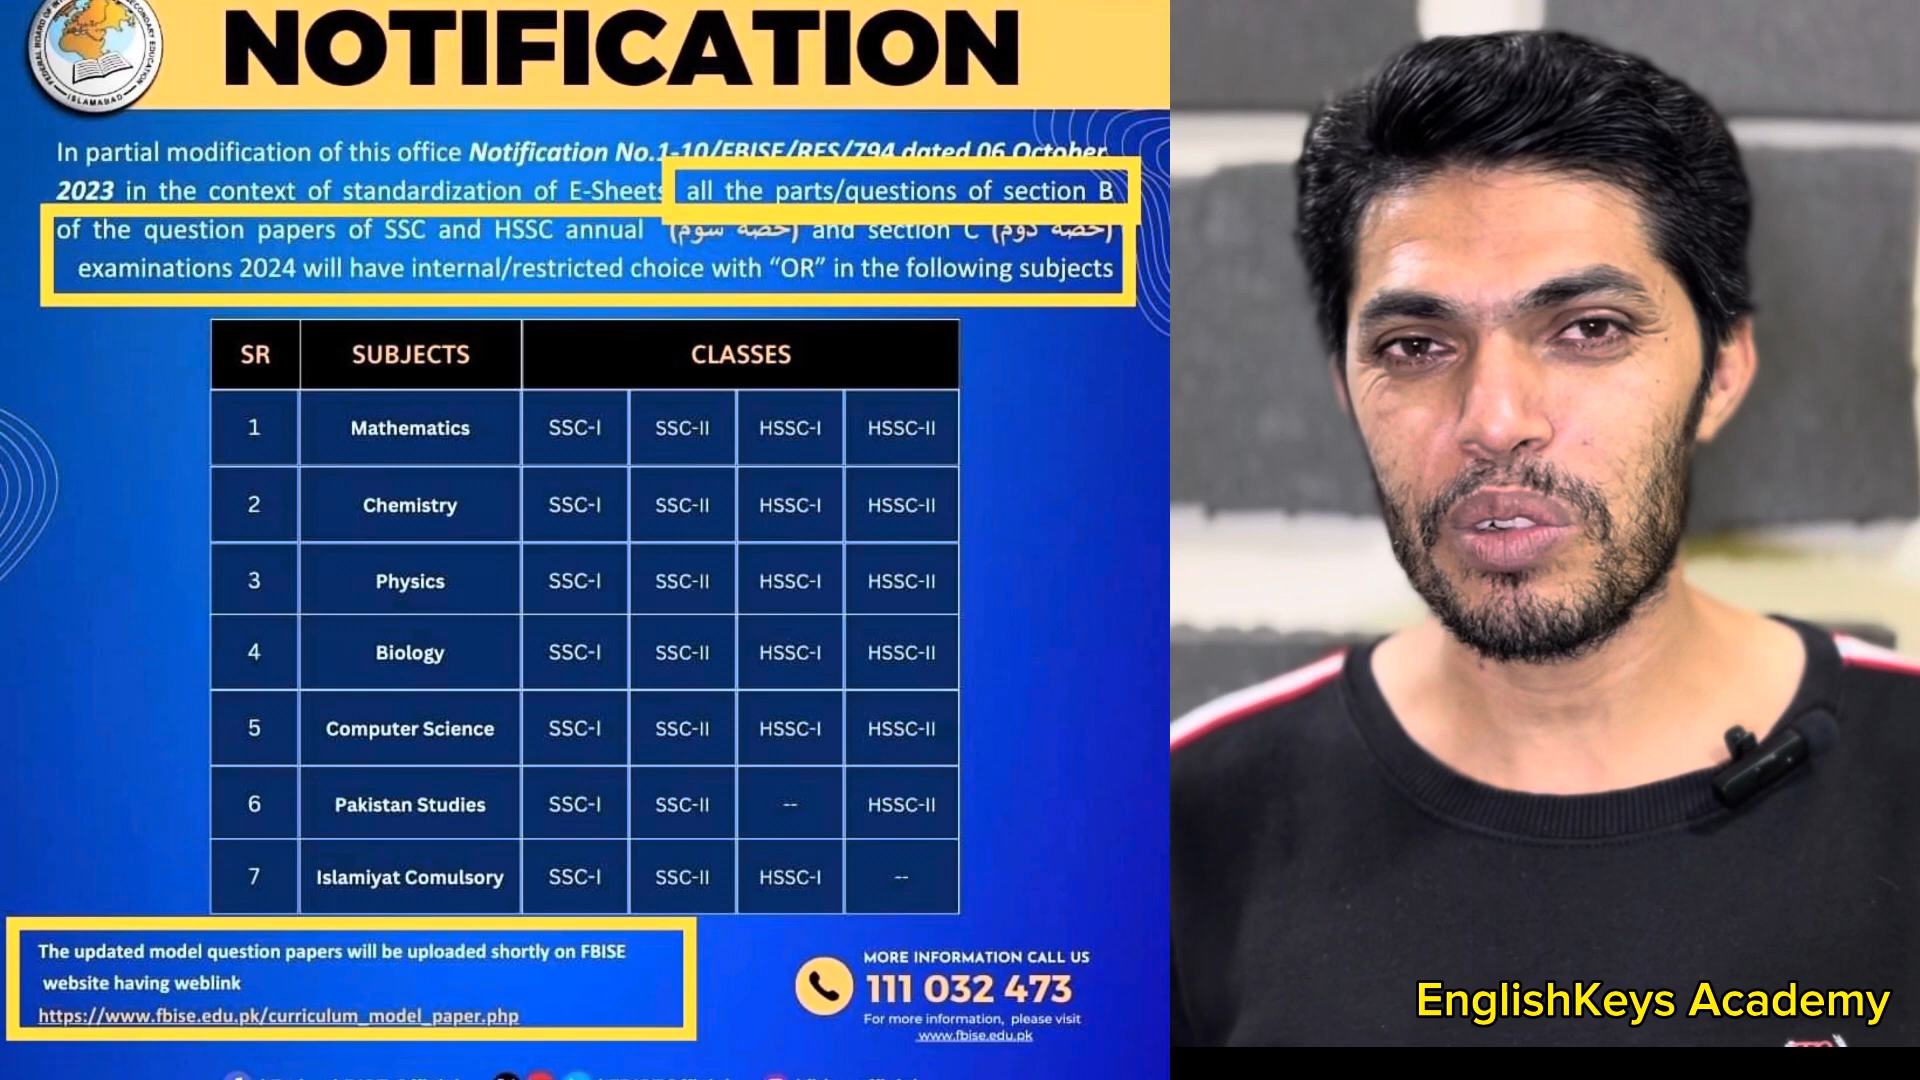 NOTIFICATION
ISLAMABAD
In partial modification of this office Notification No.1-10/FBISE/RES/794 dated 06 October
2023 in the context of standardization of E-Sheets all the parts/questions of section B
of the question papers of SSC and HSSC annual (حصہ سوم) and section C (حصہ دوم)
examinations 2024 will have internal/restricted choice with “OR” in the following subjects
SR SUBJECTS CLASSES
1 Mathematics SSC-I SSC-II HSSC-I HSSC-II
2 Chemistry SSC-I SSC-II HSSC-I HSSC-II
3 Physics SSC-I SSC-II HSSC-I HSSC-II
4 Biology SSC-I SSC-II HSSC-I HSSC-II
5 Computer Science SSC-I SSC-II HSSC-I HSSC-II
6 Pakistan Studies SSC-I SSC-II -- HSSC-II
7 Islamiyat Comulsory SSC-I SSC-II HSSC-I --
The updated model question papers will be uploaded shortly on FBISE
website having weblink
https://www.fbise.edu.pk/curriculum_model_paper.php
MORE INFORMATION CALL US
111 032 473
For more information, please visit
www.fbise.edu.pk
EnglishKeys Academy